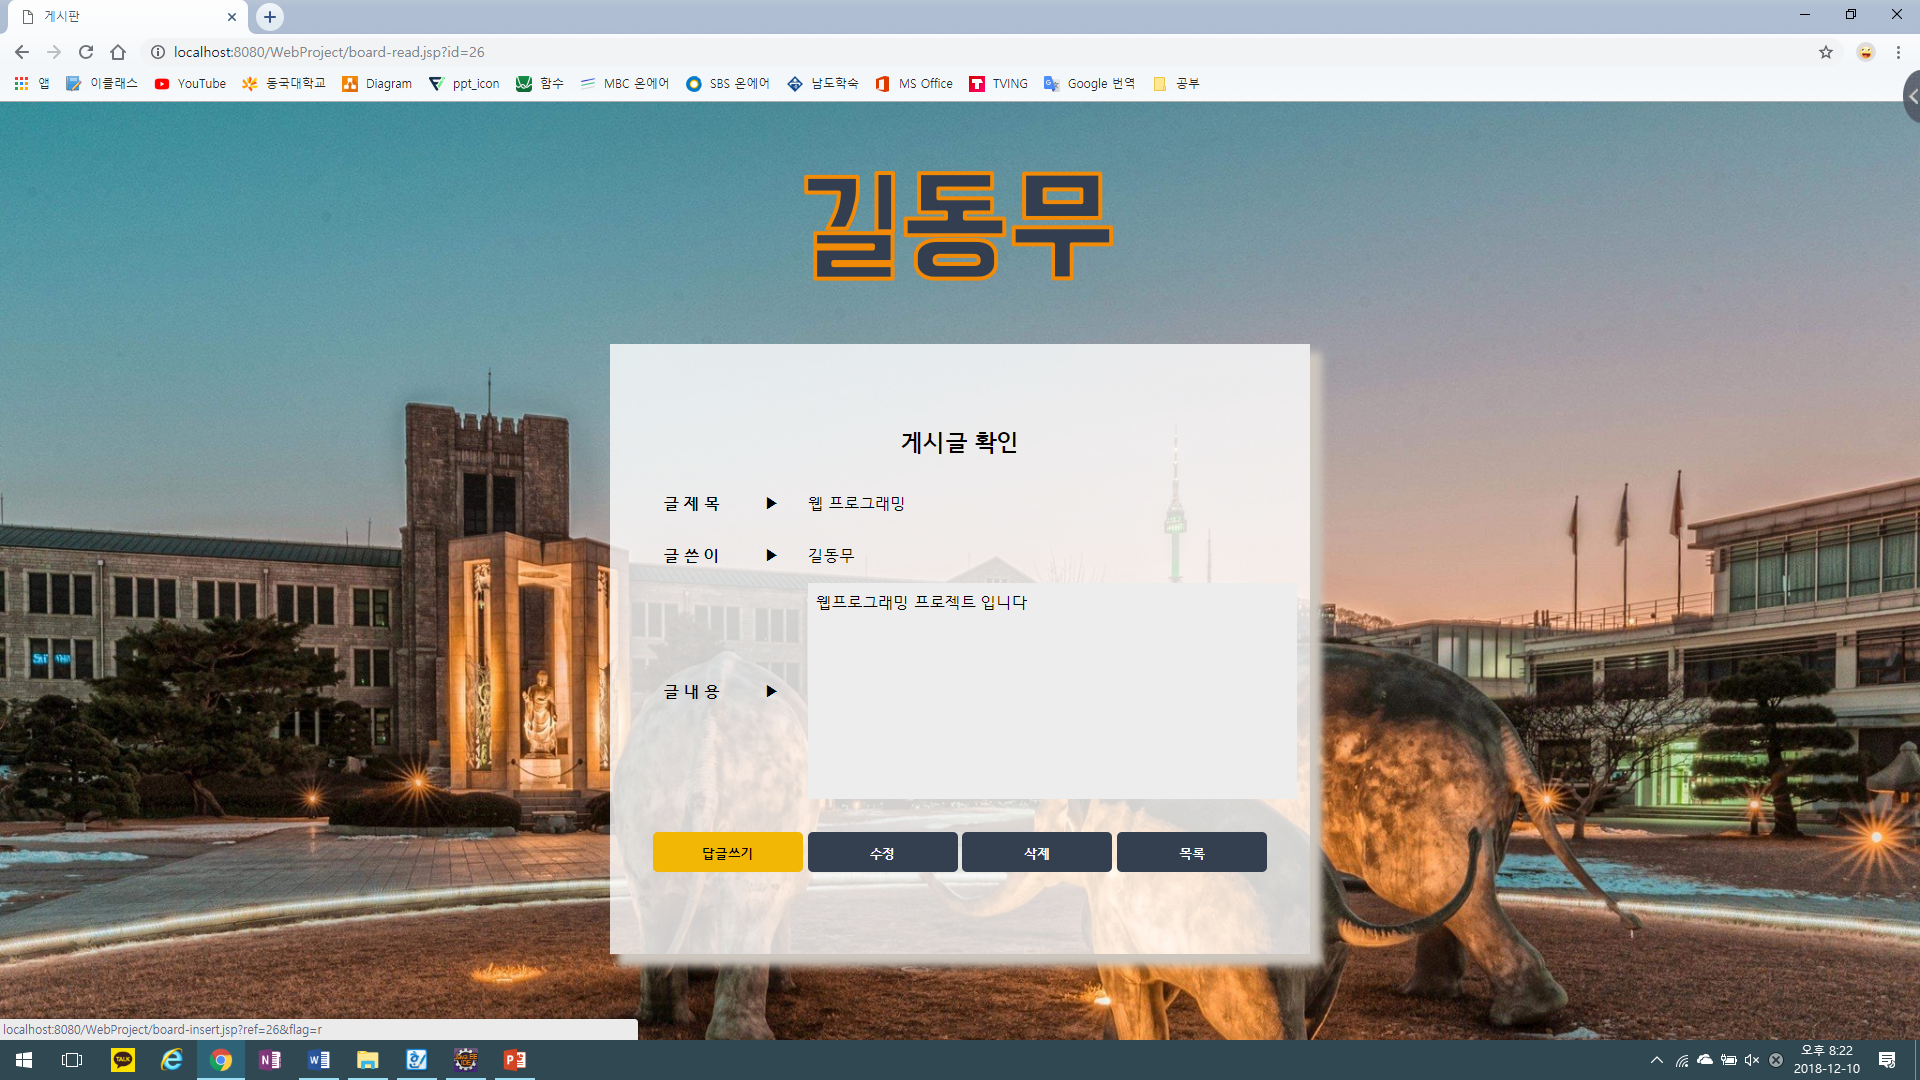 게시판
localhost:8080/WebProject/board-read.jsp?id=26
앱 이클래스 YouTube 동국대학교 Diagram ppt_icon 함수 MBC 온에어 SBS 온에어 남도학숙 MS Office TVING Google 번역 공부
길동무
게시글 확인
글 제 목 ▶ 웹 프로그래밍
글 쓴 이 ▶ 길동무
웹프로그래밍 프로젝트 입니다
글 내 용 ▶
답글쓰기 수정 삭제 목록
localhost:8080/WebProject/board-insert.jsp?ref=26&flag=r
오후 8:22
2018-12-10